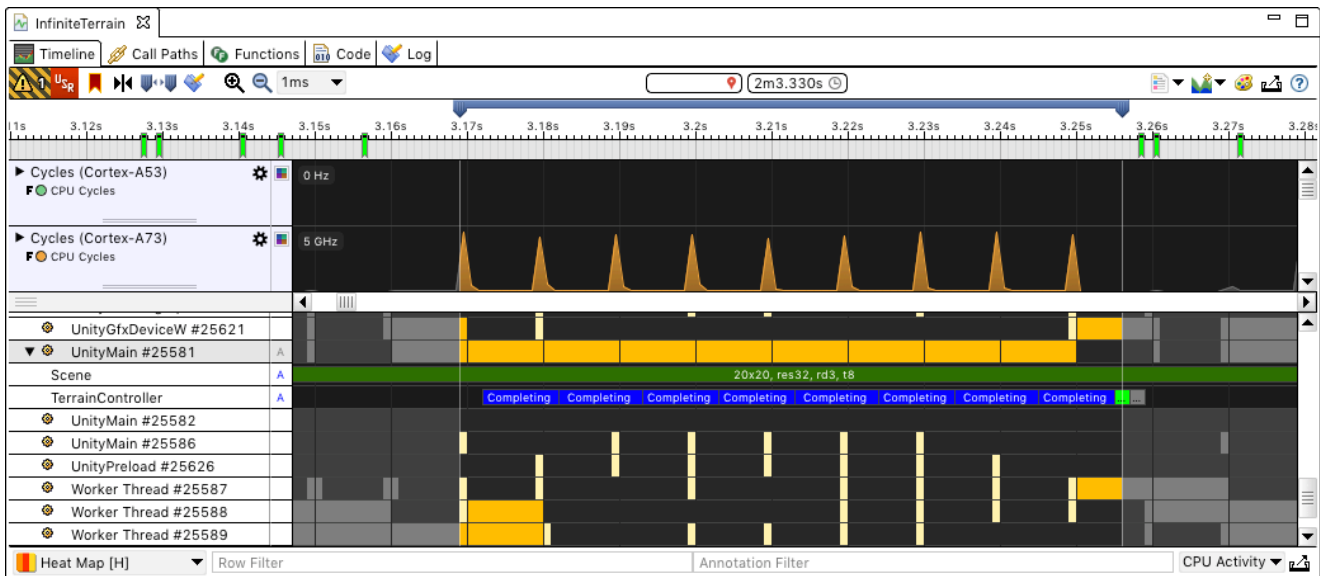 InfiniteTerrain
Timeline Call Paths Functions Code Log
1 USR 1ms 2m3.330s
11s 3.12s 3.13s 3.14s 3.15s 3.16s 3.17s 3.18s 3.19s 3.2s 3.21s 3.22s 3.23s 3.24s 3.25s 3.26s 3.27s 3.28s
Cycles (Cortex-A53) 0 Hz
F CPU Cycles
Cycles (Cortex-A73) 5 GHz
F CPU Cycles
UnityGfxDeviceW #25621
UnityMain #25581 A
Scene A 20x20, res32, rd3, t8
TerrainController A Completing Completing Completing Completing Completing Completing Completing Completing ... ...
UnityMain #25582
UnityMain #25586
UnityPreload #25626
Worker Thread #25587
Worker Thread #25588
Worker Thread #25589
Heat Map [H] Row Filter Annotation Filter CPU Activity